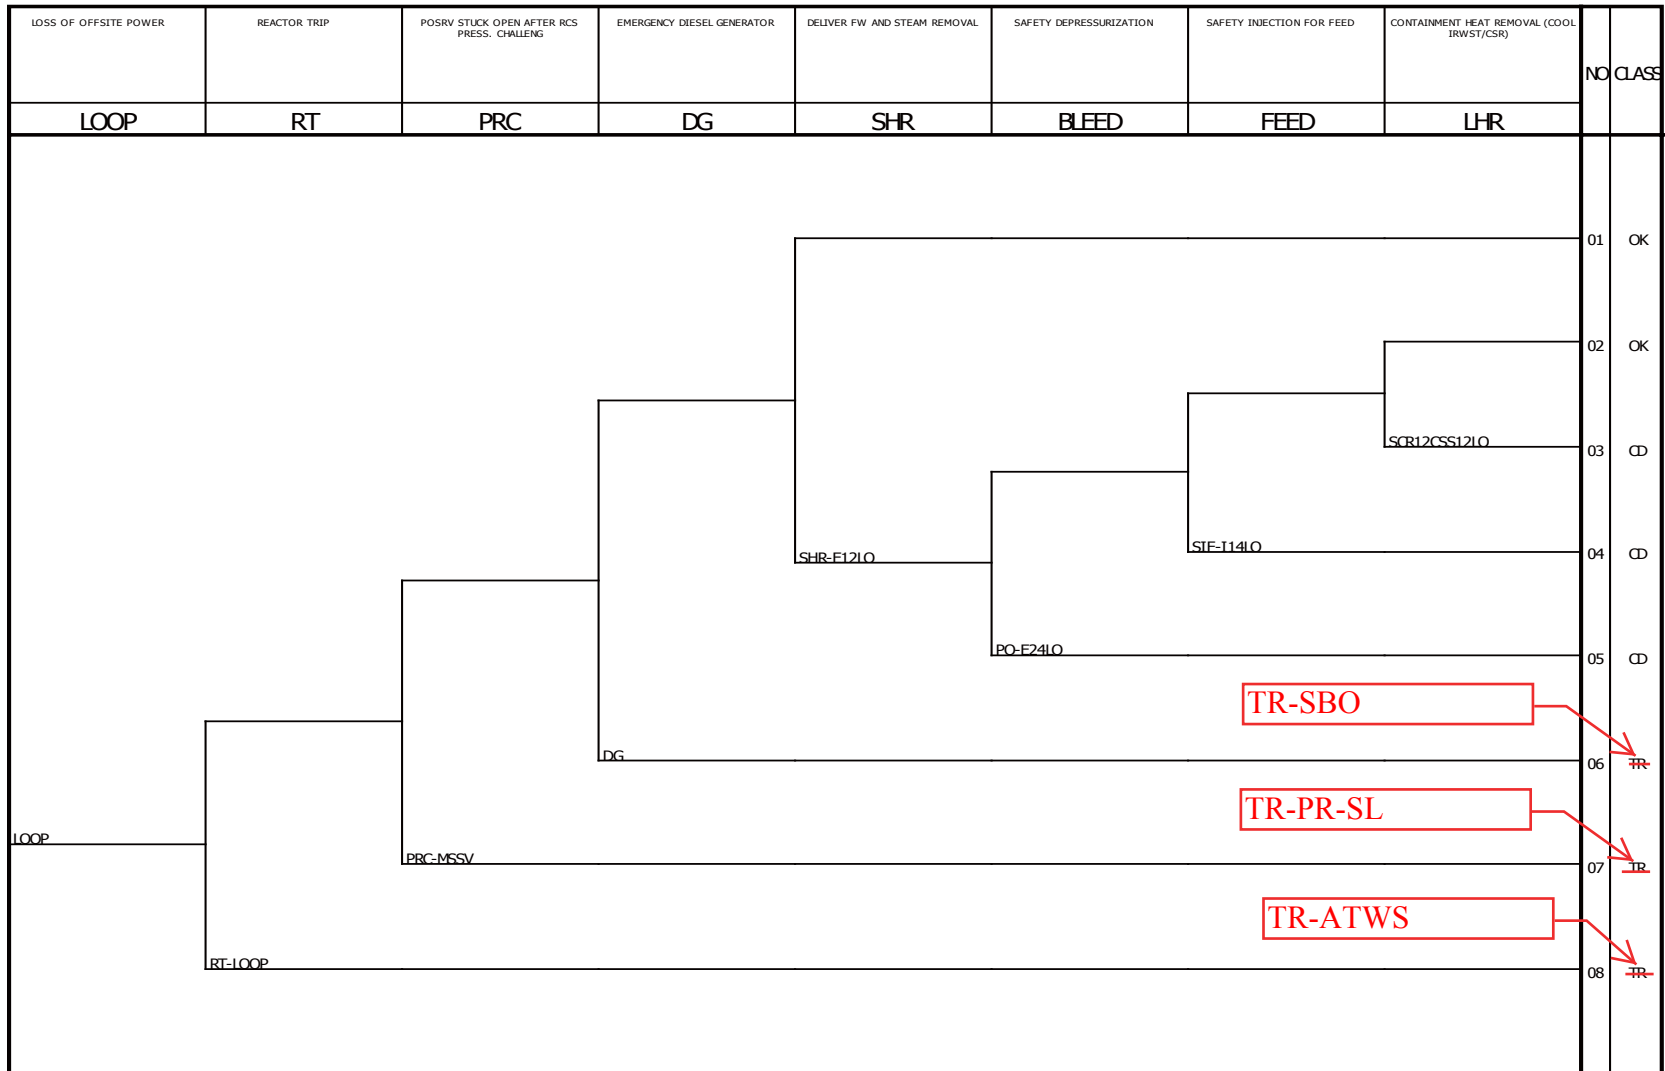 LOSS OF OFFSITE POWER
REACTOR TRIP
POSRV STUCK OPEN AFTER RCS
PRESS. CHALLENG
EMERGENCY DIESEL GENERATOR
DELIVER FW AND STEAM REMOVAL
SAFETY DEPRESSURIZATION
SAFETY INJECTION FOR FEED
CONTAINMENT HEAT REMOVAL (COOL
IRWST/CSR)
NO
CLASS
LOOP
RT
PRC
DG
SHR
BLEED
FEED
LHR
01
OK
02
OK
SCR12CSS12LO
03
CD
SIF-I14LO
04
CD
SHR-F12LO
PO-F24LO
05
CD
TR-SBO
DG
06
TR
TR-PR-SL
LOOP
PRC-MSSV
07
TR
TR-ATWS
RT-LOOP
08
TR